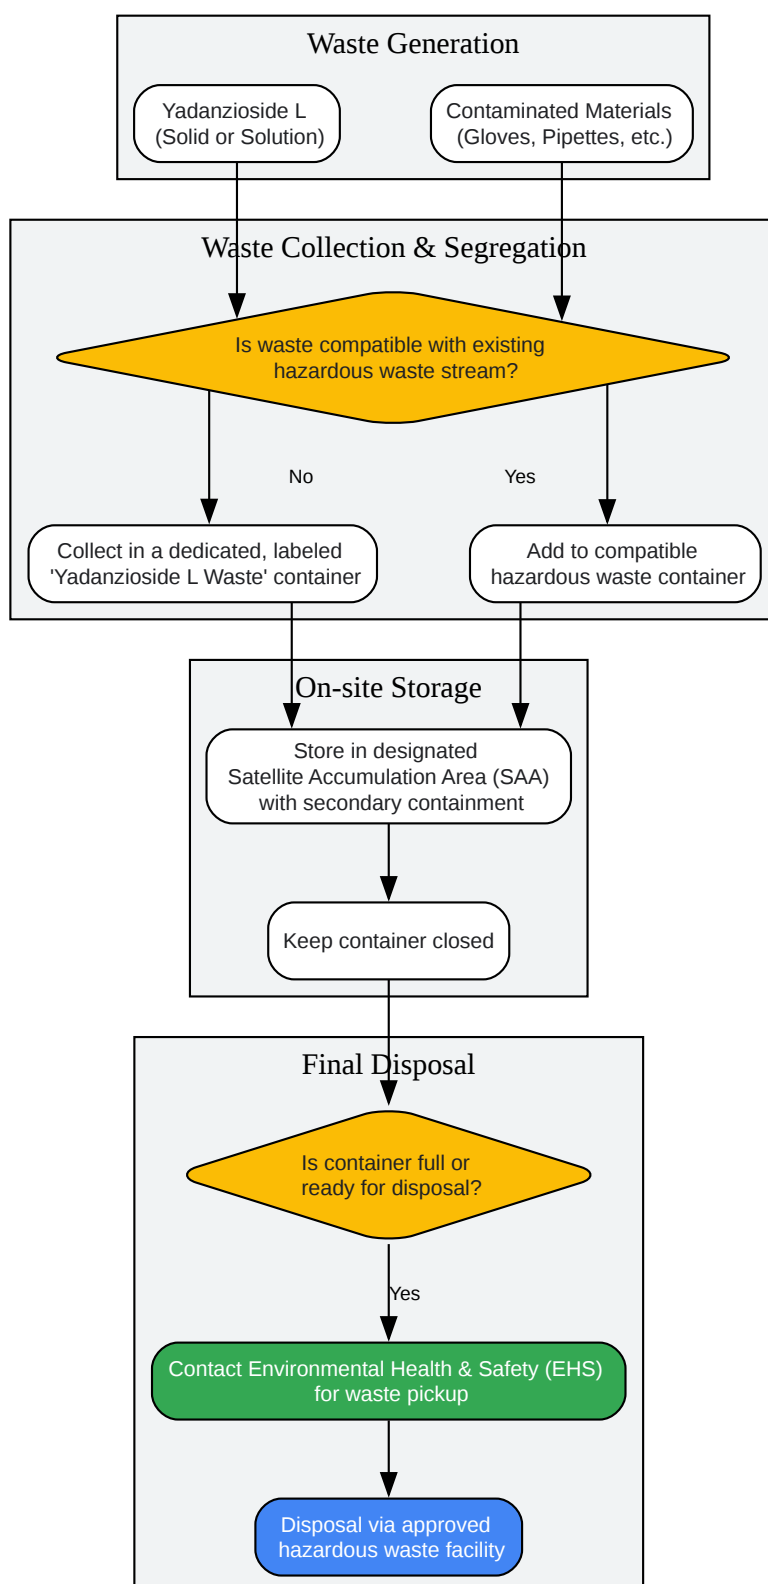 Waste Generation
Yadanzioside L
(Solid or Solution)
Contaminated Materials
(Gloves, Pipettes, etc.)
Waste Collection & Segregation
Is waste compatible with existing
hazardous waste stream?
No
Yes
Collect in a dedicated, labeled
'Yadanzioside L Waste' container
Add to compatible
hazardous waste container
On-site Storage
Store in designated
Satellite Accumulation Area (SAA)
with secondary containment
Keep container closed
Final Disposal
Is container full or
ready for disposal?
Yes
Contact Environmental Health & Safety (EHS)
for waste pickup
Disposal via approved
hazardous waste facility